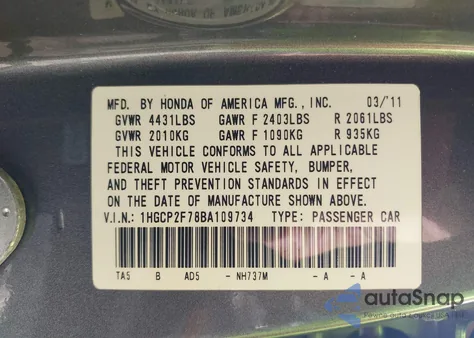 MFD. BY HONDA OF AMERICA MFG., INC. 03/'11
GVWR 4431LBS GAWR F 2403LBS R 2061LBS
GVWR 2010KG GAWR F 1090KG R 935KG
THIS VEHICLE CONFORMS TO ALL APPLICABLE
FEDERAL MOTOR VEHICLE SAFETY, BUMPER,
AND THEFT PREVENTION STANDARDS IN EFFECT
ON THE DATE OF MANUFACTURE SHOWN ABOVE.
V.I.N.: 1HGCP2F78BA109734 TYPE: PASSENGER CAR
TA5 B AD5 - NH737M - A - A
autoSnap